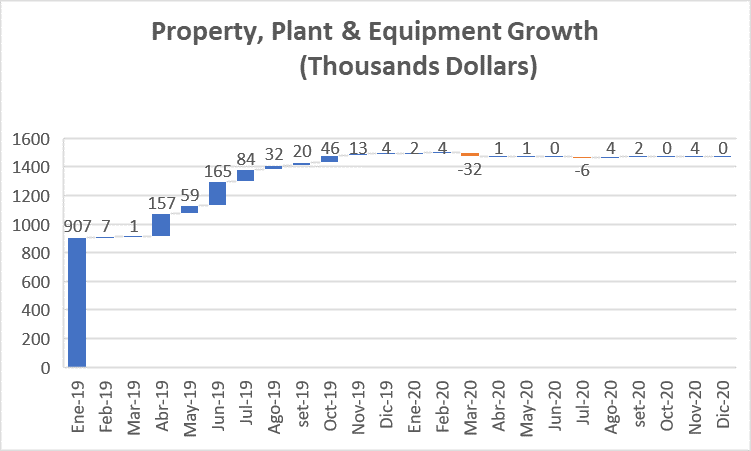 Property, Plant & Equipment Growth
(Thousands Dollars)
1600
1400
1200
1000
800
600
400
200
0
907 7 1 157 59 165 84 32 20 46 13 4 2 4 -32 1 1 0 -6 4 2 0 4 0
Ene-19 Feb-19 Mar-19 Abr-19 May-19 Jun-19 Jul-19 Ago-19 set-19 Oct-19 Nov-19 Dic-19 Ene-20 Feb-20 Mar-20 Abr-20 May-20 Jun-20 Jul-20 Ago-20 set-20 Oct-20 Nov-20 Dic-20